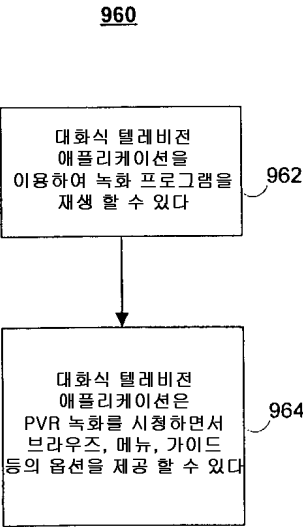 960
대화식 텔레비전
애플리케이션을
이용하여 녹화 프로그램을
재생 할 수 있다
962
대화식 텔레비전
애플리케이션은
PVR 녹화를 시청하면서
브라우즈, 메뉴, 가이드
등의 옵션을 제공 할 수 있다
964